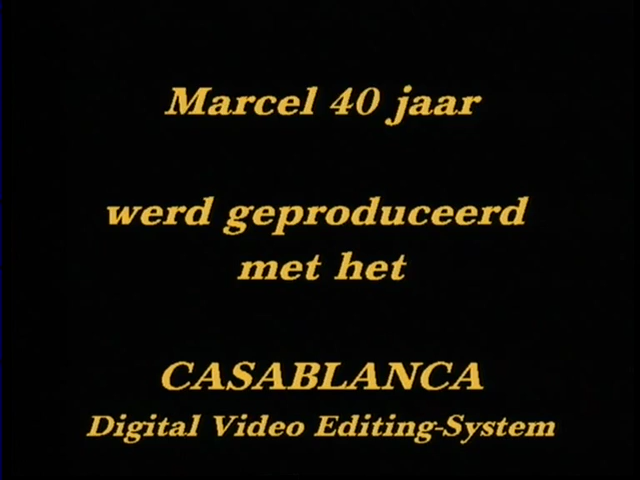 Marcel 40 jaar
werd geproduceerd
met het
CASABLANCA
Digital Video Editing-System